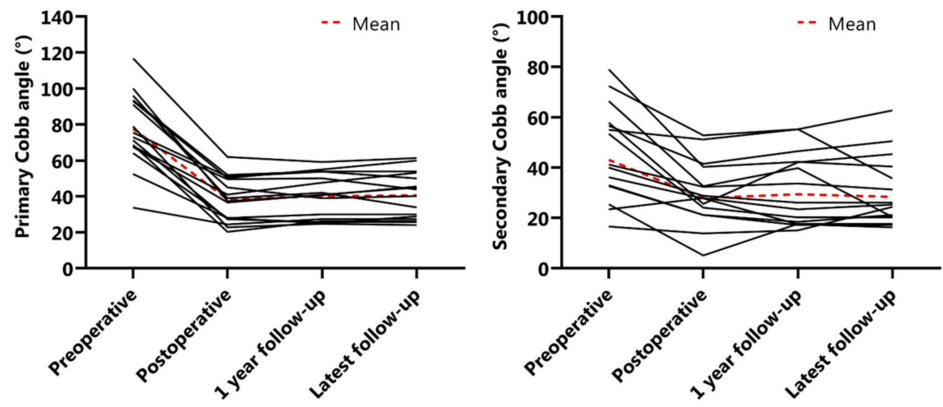 Primary Cobb angle (°)
140
120
100
80
60
40
20
0
Mean
Preoperative
Postoperative
1 year follow-up
Latest follow-up
Secondary Cobb angle (°)
100
80
60
40
20
0
Mean
Preoperative
Postoperative
1 year follow-up
Latest follow-up